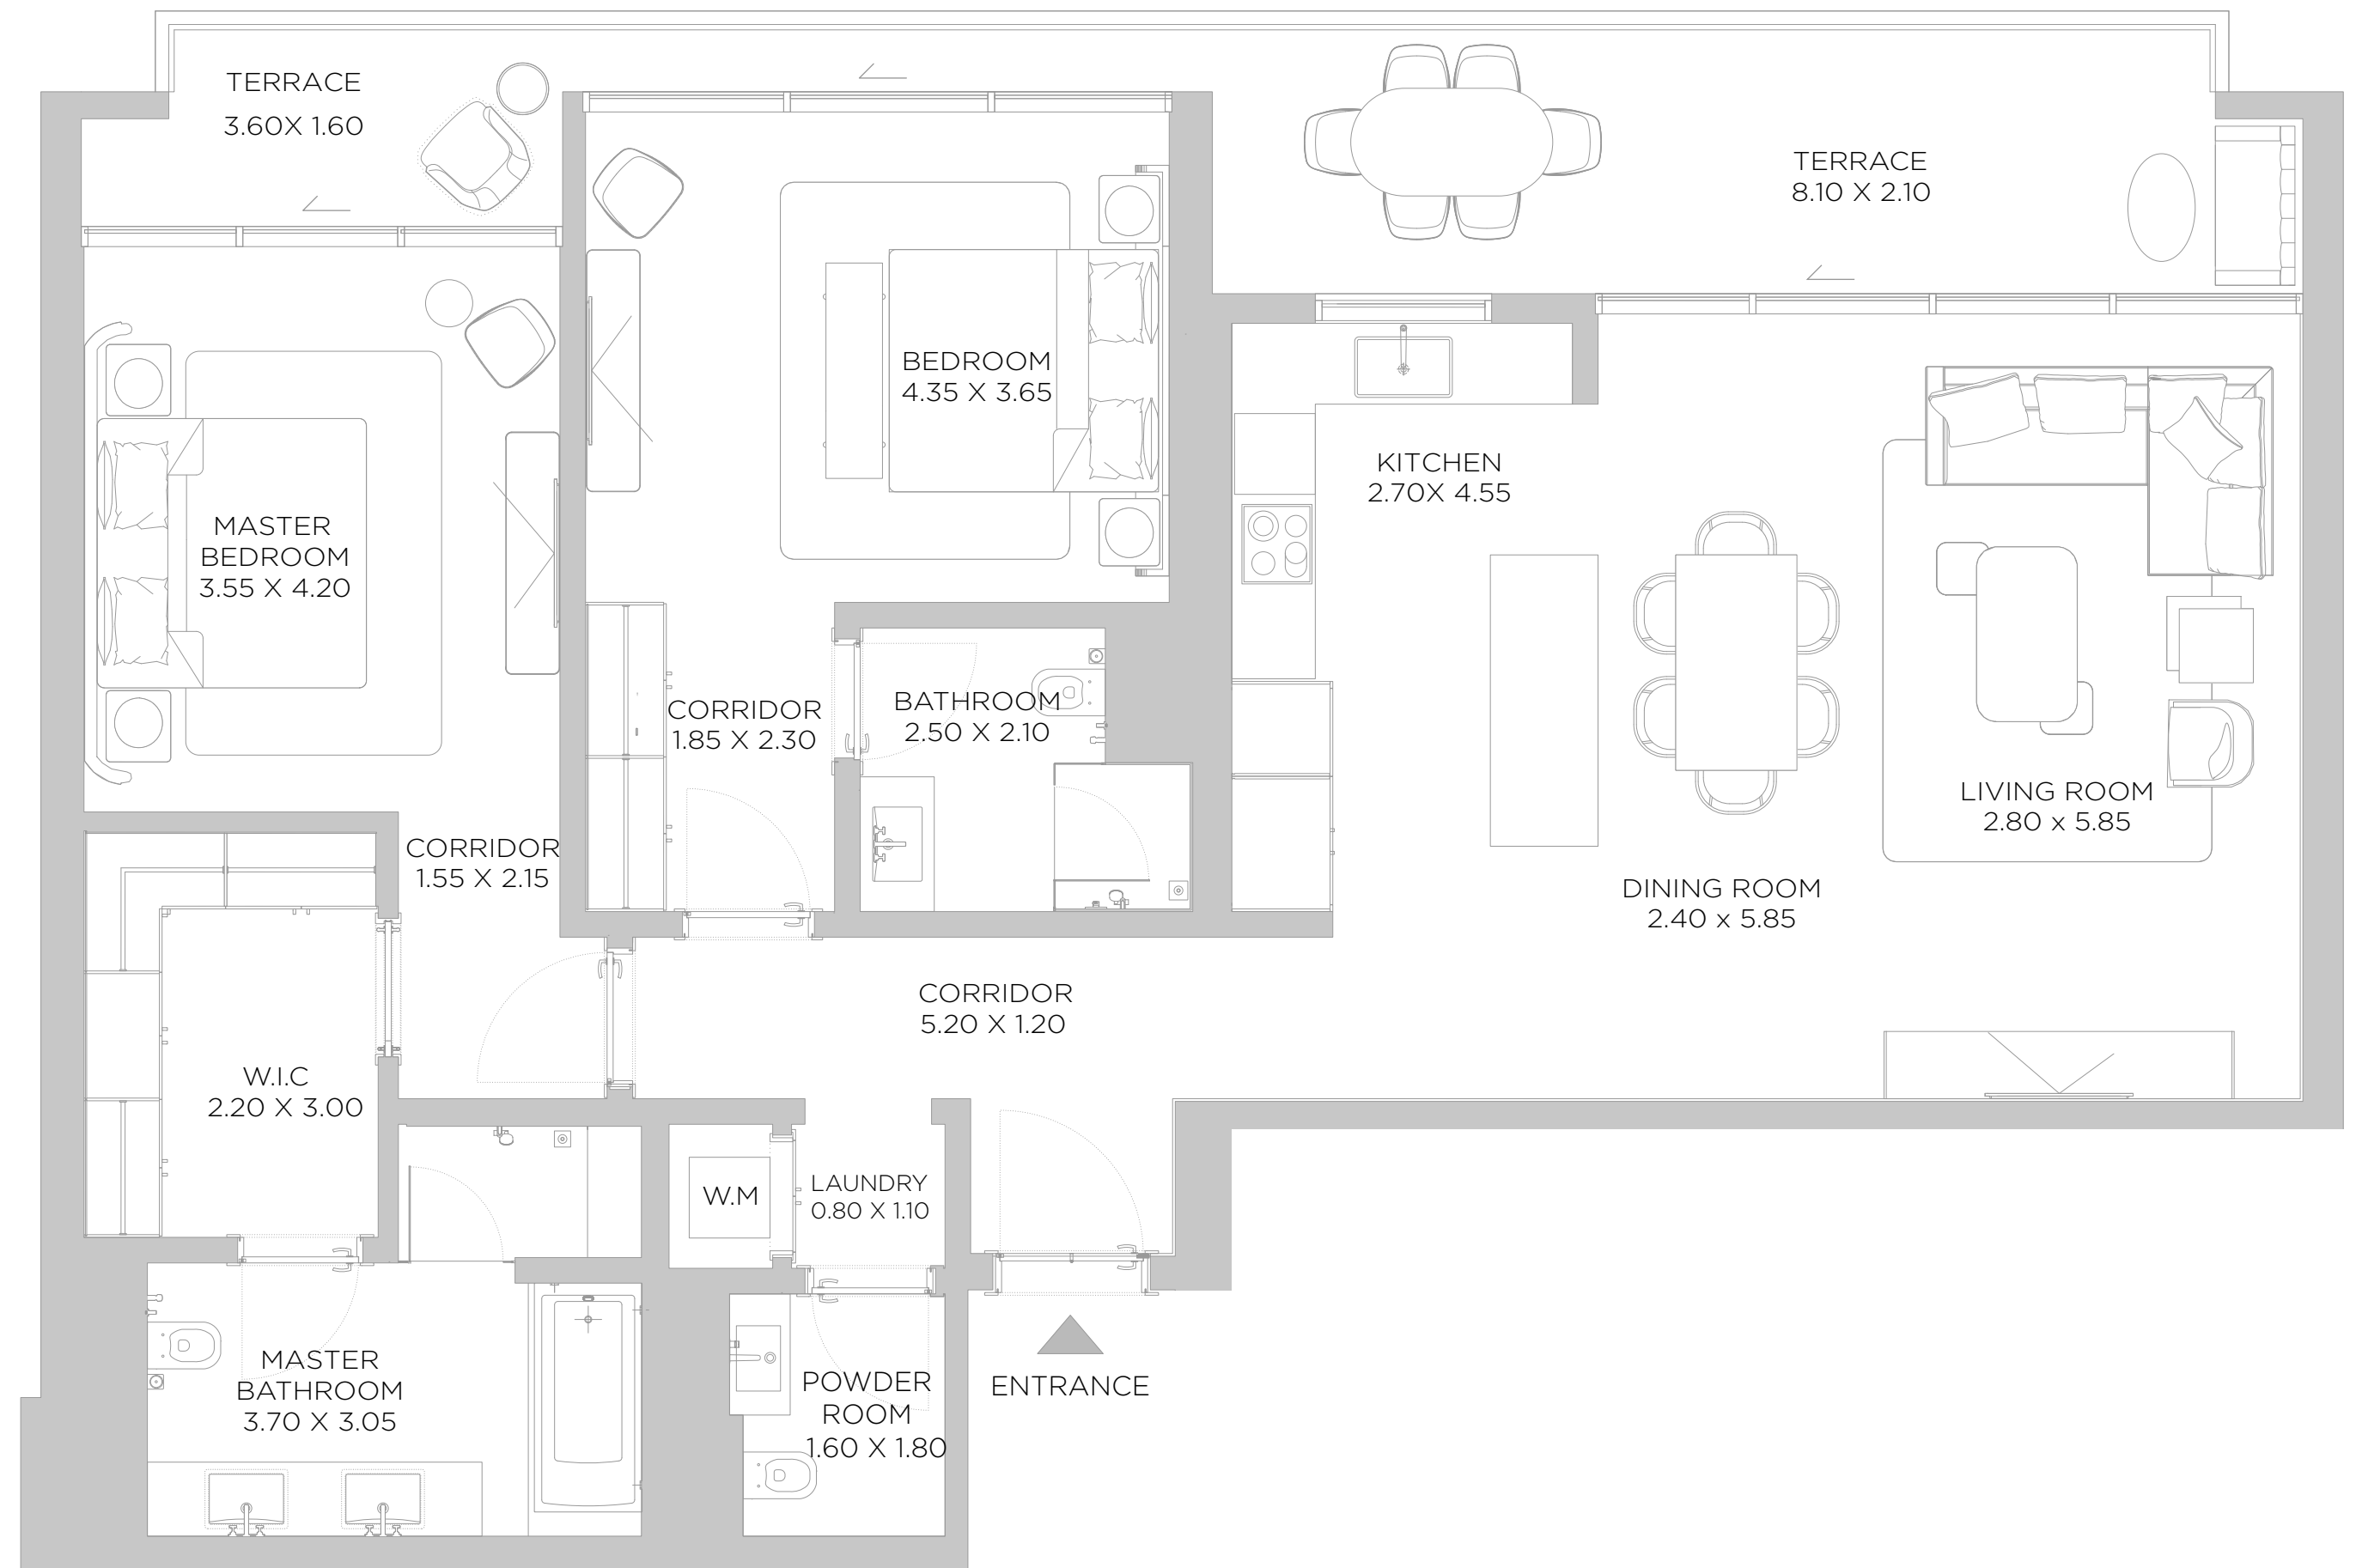 TERRACE
3.60X 1.60
TERRACE
8.10 X 2.10
BEDROOM
4.35 X 3.65
KITCHEN
2.70X 4.55
MASTER
BEDROOM
3.55 X 4.20
CORRIDOR
1.85 X 2.30
BATHROOM
2.50 X 2.10
LIVING ROOM
2.80 x 5.85
CORRIDOR
1.55 X 2.15
DINING ROOM
2.40 x 5.85
CORRIDOR
5.20 X 1.20
W.I.C
2.20 X 3.00
W.M
LAUNDRY
0.80 X 1.10
MASTER
BATHROOM
3.70 X 3.05
POWDER
ROOM
1.60 X 1.80
ENTRANCE